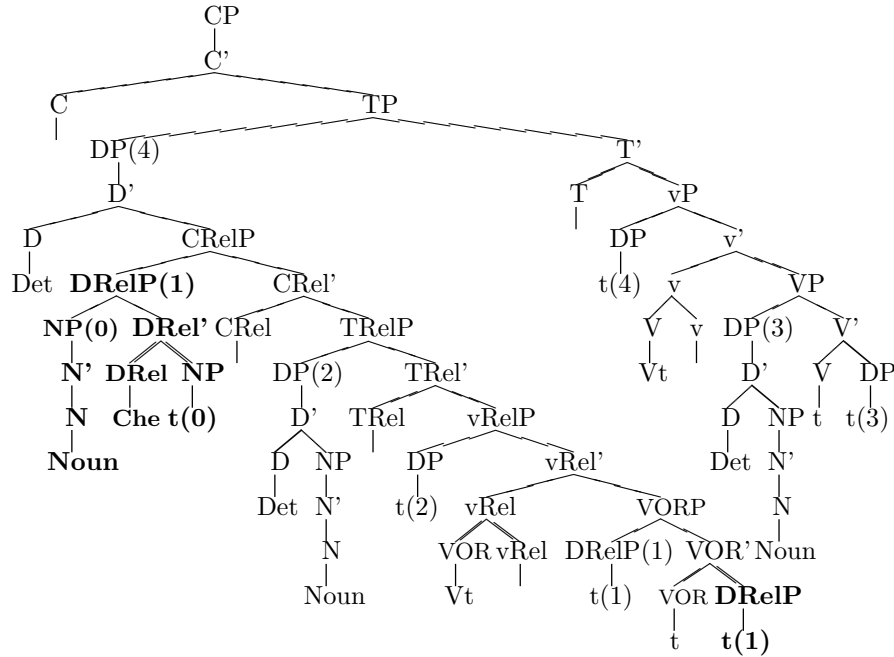 CP
C'
C TP
DP(4) T'
D' T vP
D CRelP DP v'
Det DRelP(1) CRel' t(4) v VP
NP(0) DRel' CRel TRelP V v DP(3) V'
N' DRel NP DP(2) TRel' Vt D' V DP
N Che t(0) D' TRel vRelP D NP t t(3)
Noun D NP DP vRel' Det N'
Det N' t(2) vRel VORP N
N VOR vRel DRelP(1) VOR' Noun
Noun Vt t(1) VOR DRelP
t t(1)